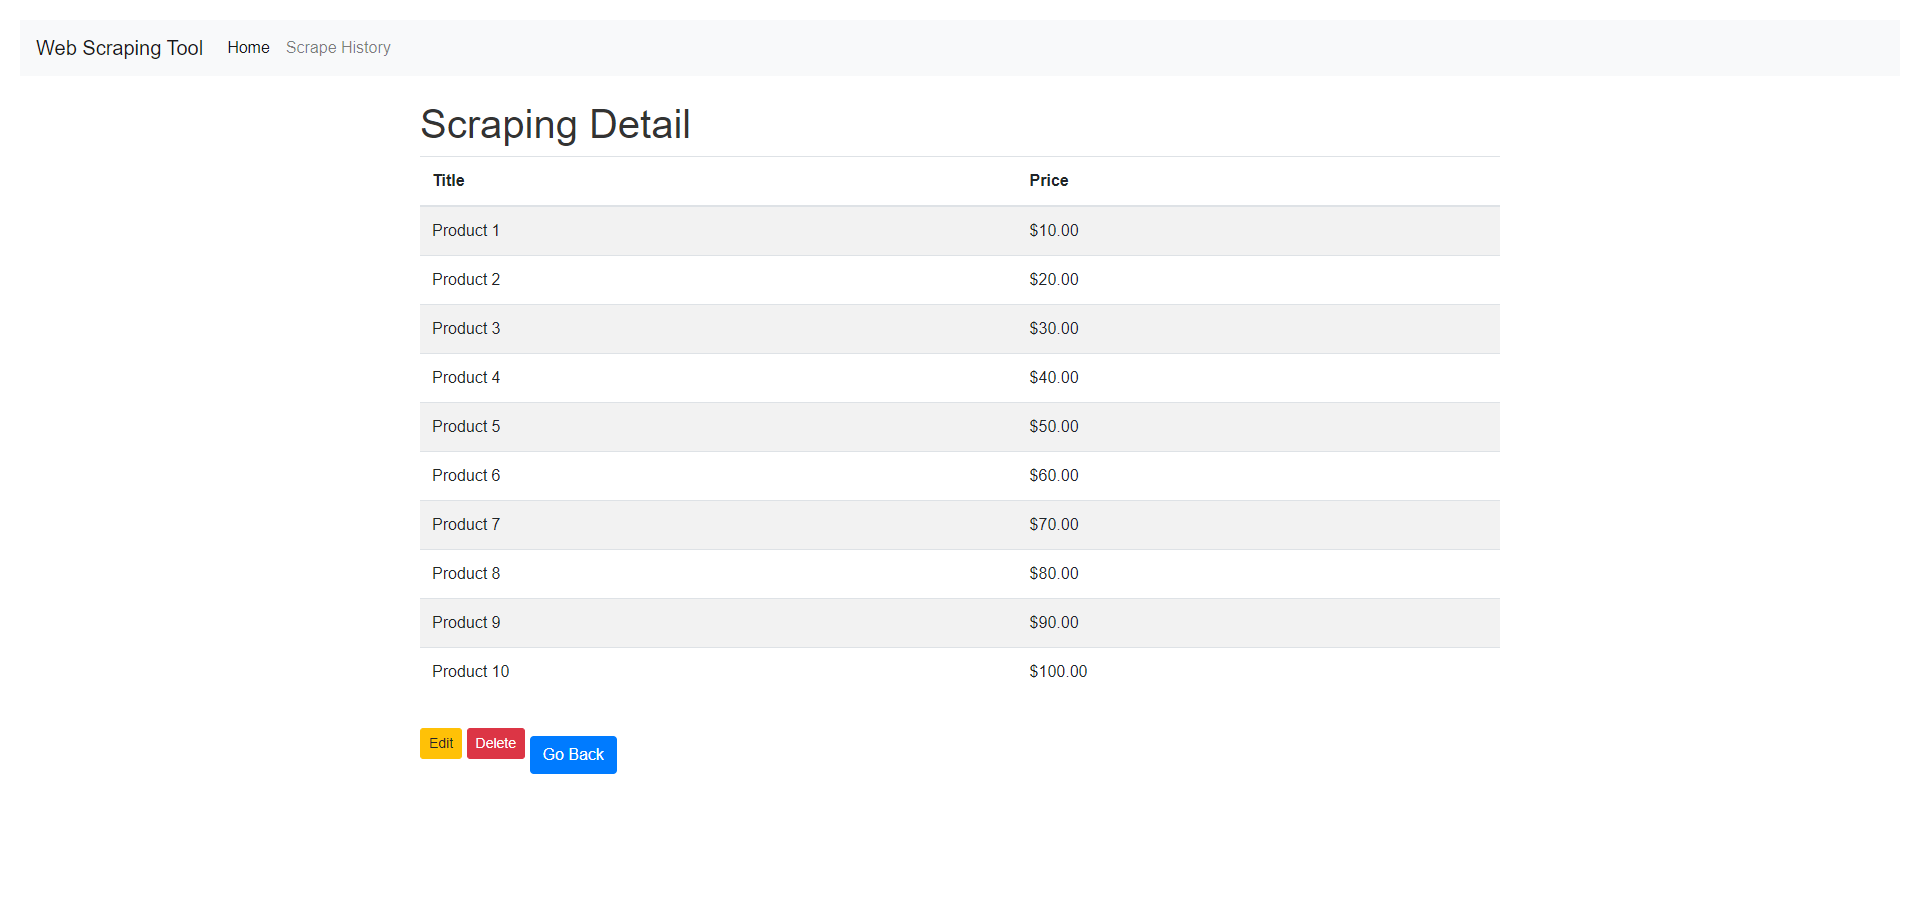 Web Scraping Tool Home Scrape History
Scraping Detail
Title Price
Product 1 $10.00
Product 2 $20.00
Product 3 $30.00
Product 4 $40.00
Product 5 $50.00
Product 6 $60.00
Product 7 $70.00
Product 8 $80.00
Product 9 $90.00
Product 10 $100.00
Edit Delete Go Back